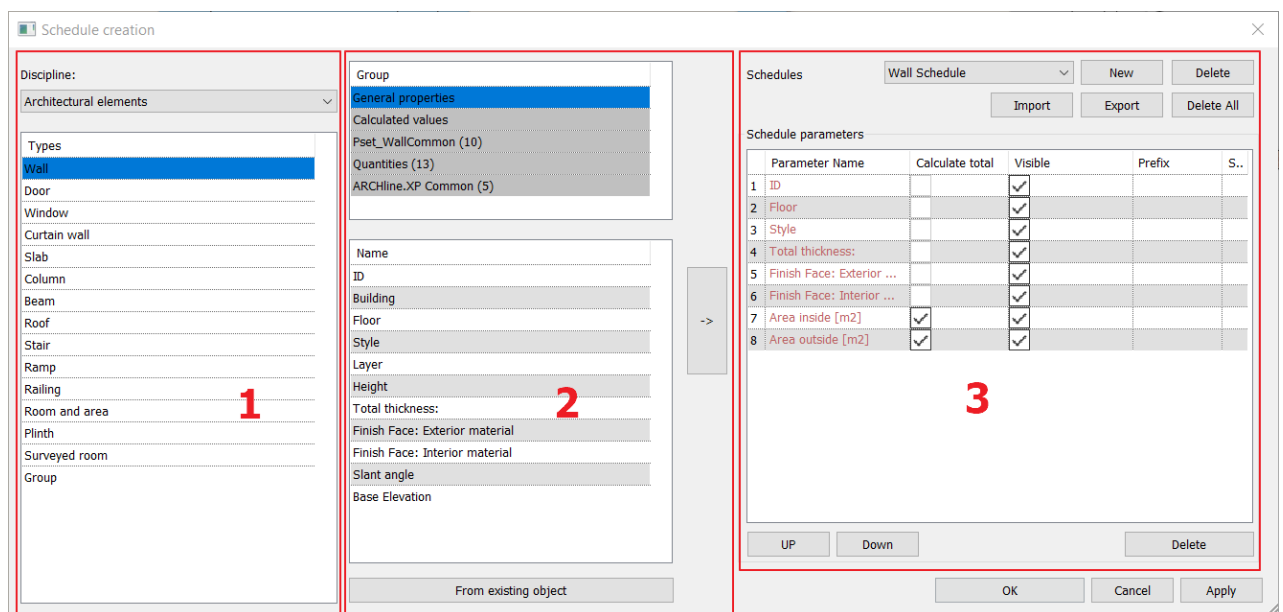 Schedule creation
Discipline:
Architectural elements
Types
Wall
Door
Window
Curtain wall
Slab
Column
Beam
Roof
Stair
Ramp
Railing
Room and area
Plinth
Surveyed room
Group
1
Group
General properties
Calculated values
Pset_WallCommon (10)
Quantities (13)
ARCHline.XP Common (5)
Name
ID
Building
Floor
Style
Layer
Height
Total thickness:
Finish Face: Exterior material
Finish Face: Interior material
Slant angle
Base Elevation
2
From existing object
->
Schedules Wall Schedule New Delete
Import Export Delete All
Schedule parameters
Parameter Name Calculate total Visible Prefix S..
1 ID
2 Floor
3 Style
4 Total thickness:
5 Finish Face: Exterior ...
6 Finish Face: Interior ...
7 Area inside [m2]
8 Area outside [m2]
3
UP Down Delete
OK Cancel Apply